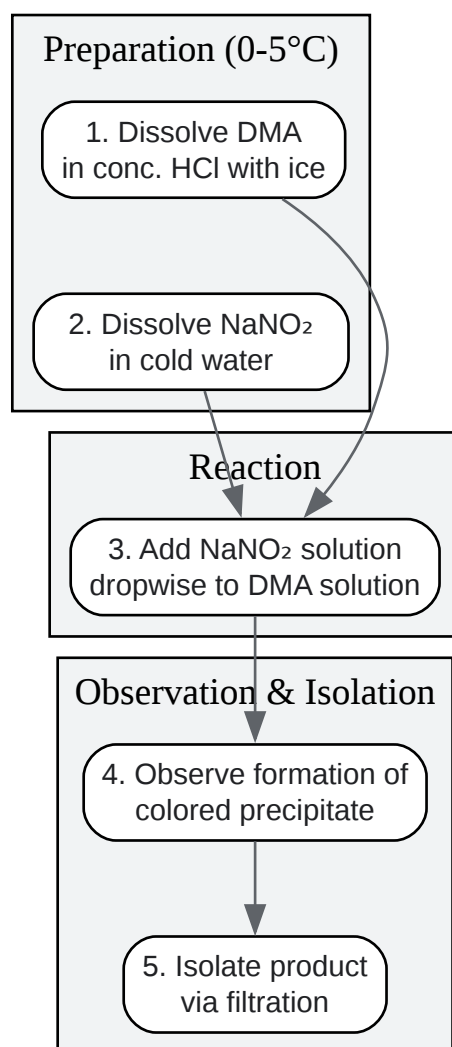 Preparation (0-5°C)
1. Dissolve DMA
in conc. HCl with ice
2. Dissolve NaNO₂
in cold water
Reaction
3. Add NaNO₂ solution
dropwise to DMA solution
Observation & Isolation
4. Observe formation of
colored precipitate
5. Isolate product
via filtration